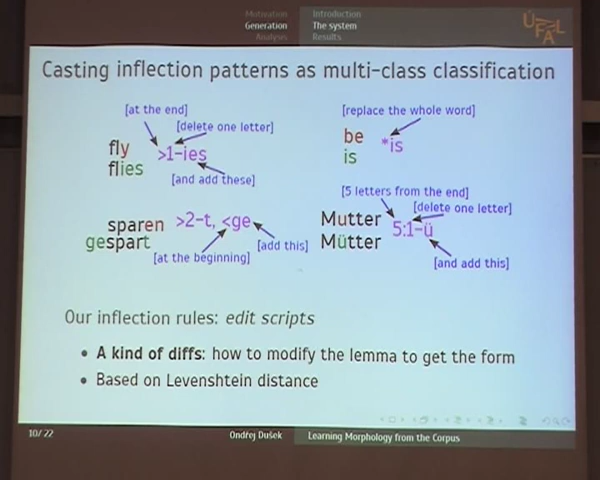 Motivation
Generation
Analysis
Introduction
The system
Results
ÚFAL
Casting inflection patterns as multi-class classification
[at the end]
[delete one letter]
fly
flies
>1-ies
[and add these]
[replace the whole word]
be
is
*is
sparen
gespart
>2-t, <ge
[at the beginning]
[add this]
[5 letters from the end]
[delete one letter]
Mutter
Mütter
5:1-ü
[and add this]
Our inflection rules: edit scripts
• A kind of diffs: how to modify the lemma to get the form
• Based on Levenshtein distance
10/22
Ondřej Dušek
Learning Morphology from the Corpus